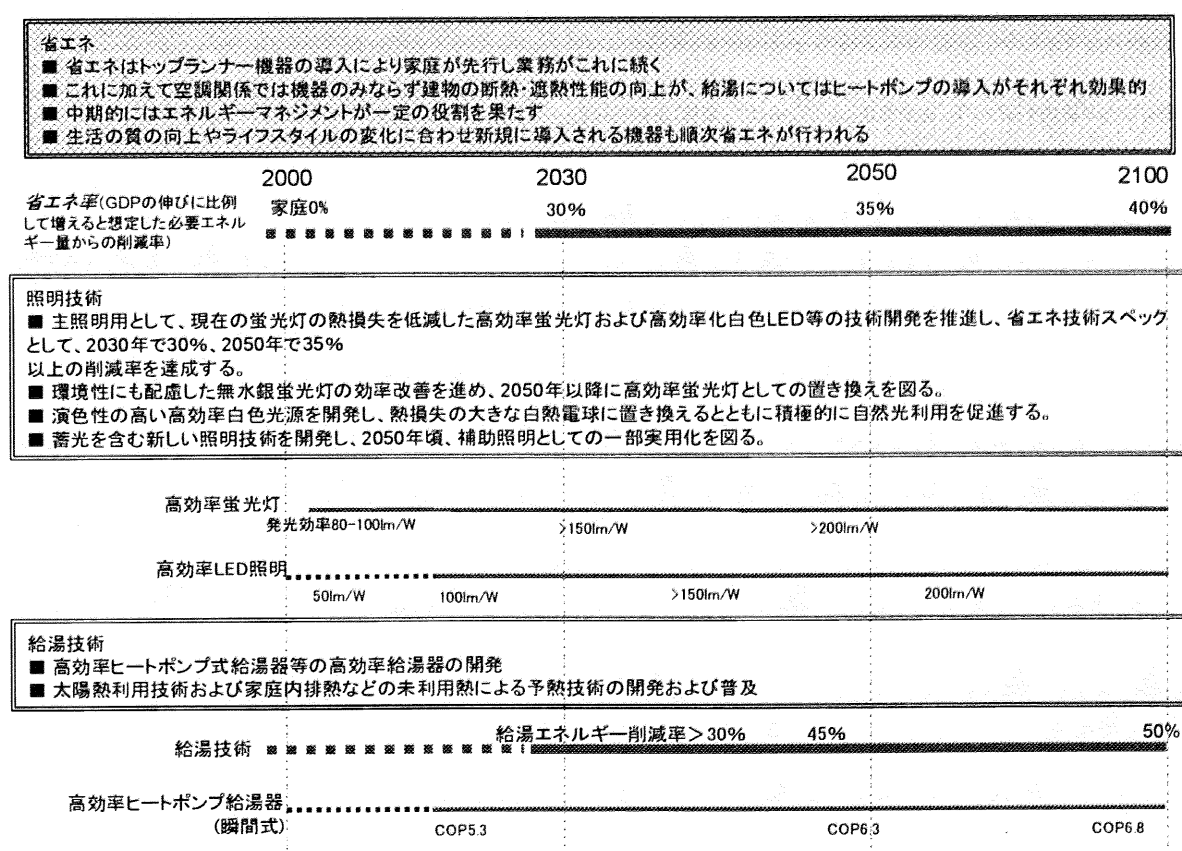 省エネ
■ 省エネはトップランナー機器の導入により家庭が先行し業務がこれに続く
■ これに加えて空調関係では機器のみならず建物の断熱・遮熱性能の向上が、給湯についてはヒートポンプの導入がそれぞれ効果的
■ 中期的にはエネルギーマネジメントが一定の役割を果たす
■ 生活の質の向上やライフスタイルの変化に合わせ新規に導入される機器も順次省エネが行われる
2000 2030 2050 2100
省エネ率(GDPの伸びに比例
して増えると想定した必要エネル
ギー量からの削減率)
家庭0% 30% 35% 40%
照明技術
■ 主照明用として、現在の蛍光灯の熱損失を低減した高効率蛍光灯および高効率化白色LED等の技術開発を推進し、省エネ技術スペック
として、2030年で30%、2050年で35%
以上の削減率を達成する。
■ 環境性にも配慮した無水銀蛍光灯の効率改善を進め、2050年以降に高効率蛍光灯としての置き換えを図る。
■ 演色性の高い高効率白色光源を開発し、熱損失の大きな白熱電球に置き換えるとともに積極的に自然光利用を促進する。
■ 蓄光を含む新しい照明技術を開発し、2050年頃、補助照明としての一部実用化を図る。
高効率蛍光灯
発光効率80-100lm/W >150lm/W >200lm/W
高効率LED照明
50lm/W 100lm/W >150lm/W 200lm/W
給湯技術
■ 高効率ヒートポンプ式給湯器等の高効率給湯器の開発
■ 太陽熱利用技術および家庭内排熱などの未利用熱による予熱技術の開発および普及
給湯エネルギー削減率>30% 45% 50%
給湯技術
高効率ヒートポンプ給湯器
(瞬間式)
COP5.3 COP6.3 COP6.8